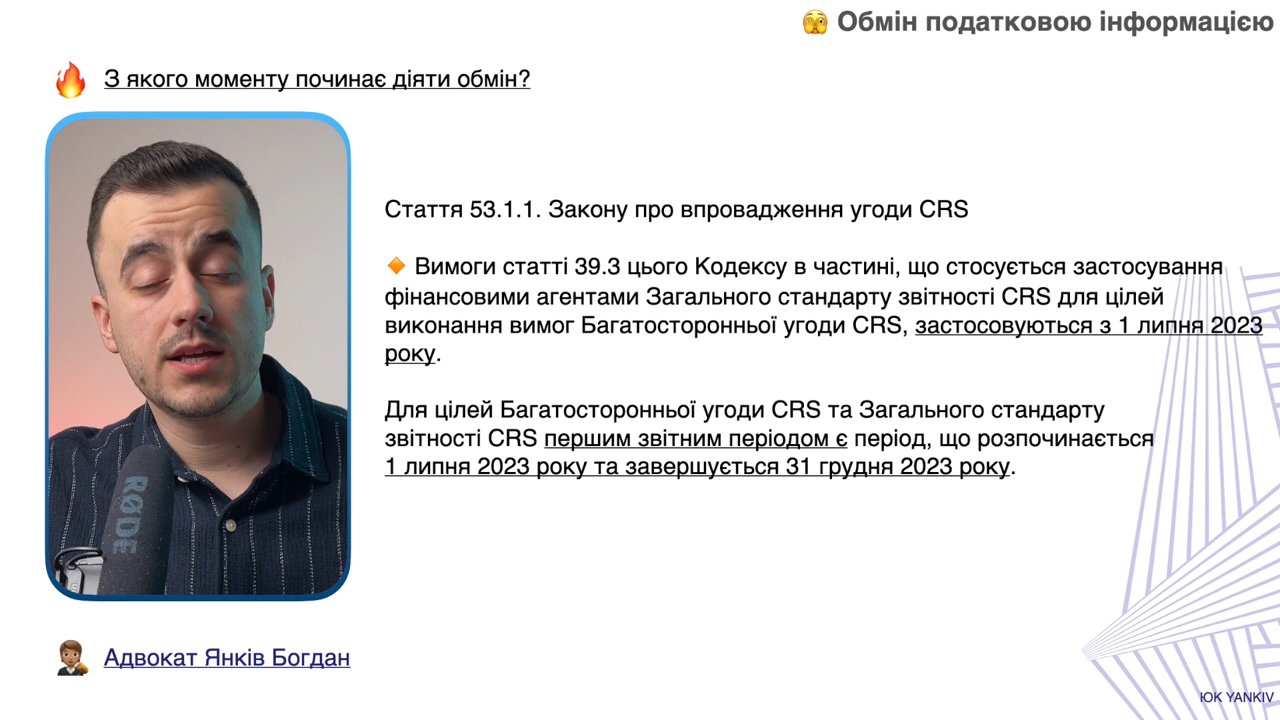 Обмін податковою інформацією
З якого моменту починає діяти обмін?
Стаття 53.1.1. Закону про впровадження угоди CRS
Вимоги статті 39.3 цього Кодексу в частині, що стосується застосування
фінансовими агентами Загального стандарту звітності CRS для цілей
виконання вимог Багатосторонньої угоди CRS, застосовуються з 1 липня 2023
року.
Для цілей Багатосторонньої угоди CRS та Загального стандарту
звітності CRS першим звітним періодом є період, що розпочинається
1 липня 2023 року та завершується 31 грудня 2023 року.
RØDE
Адвокат Янків Богдан
ЮК YANKIV